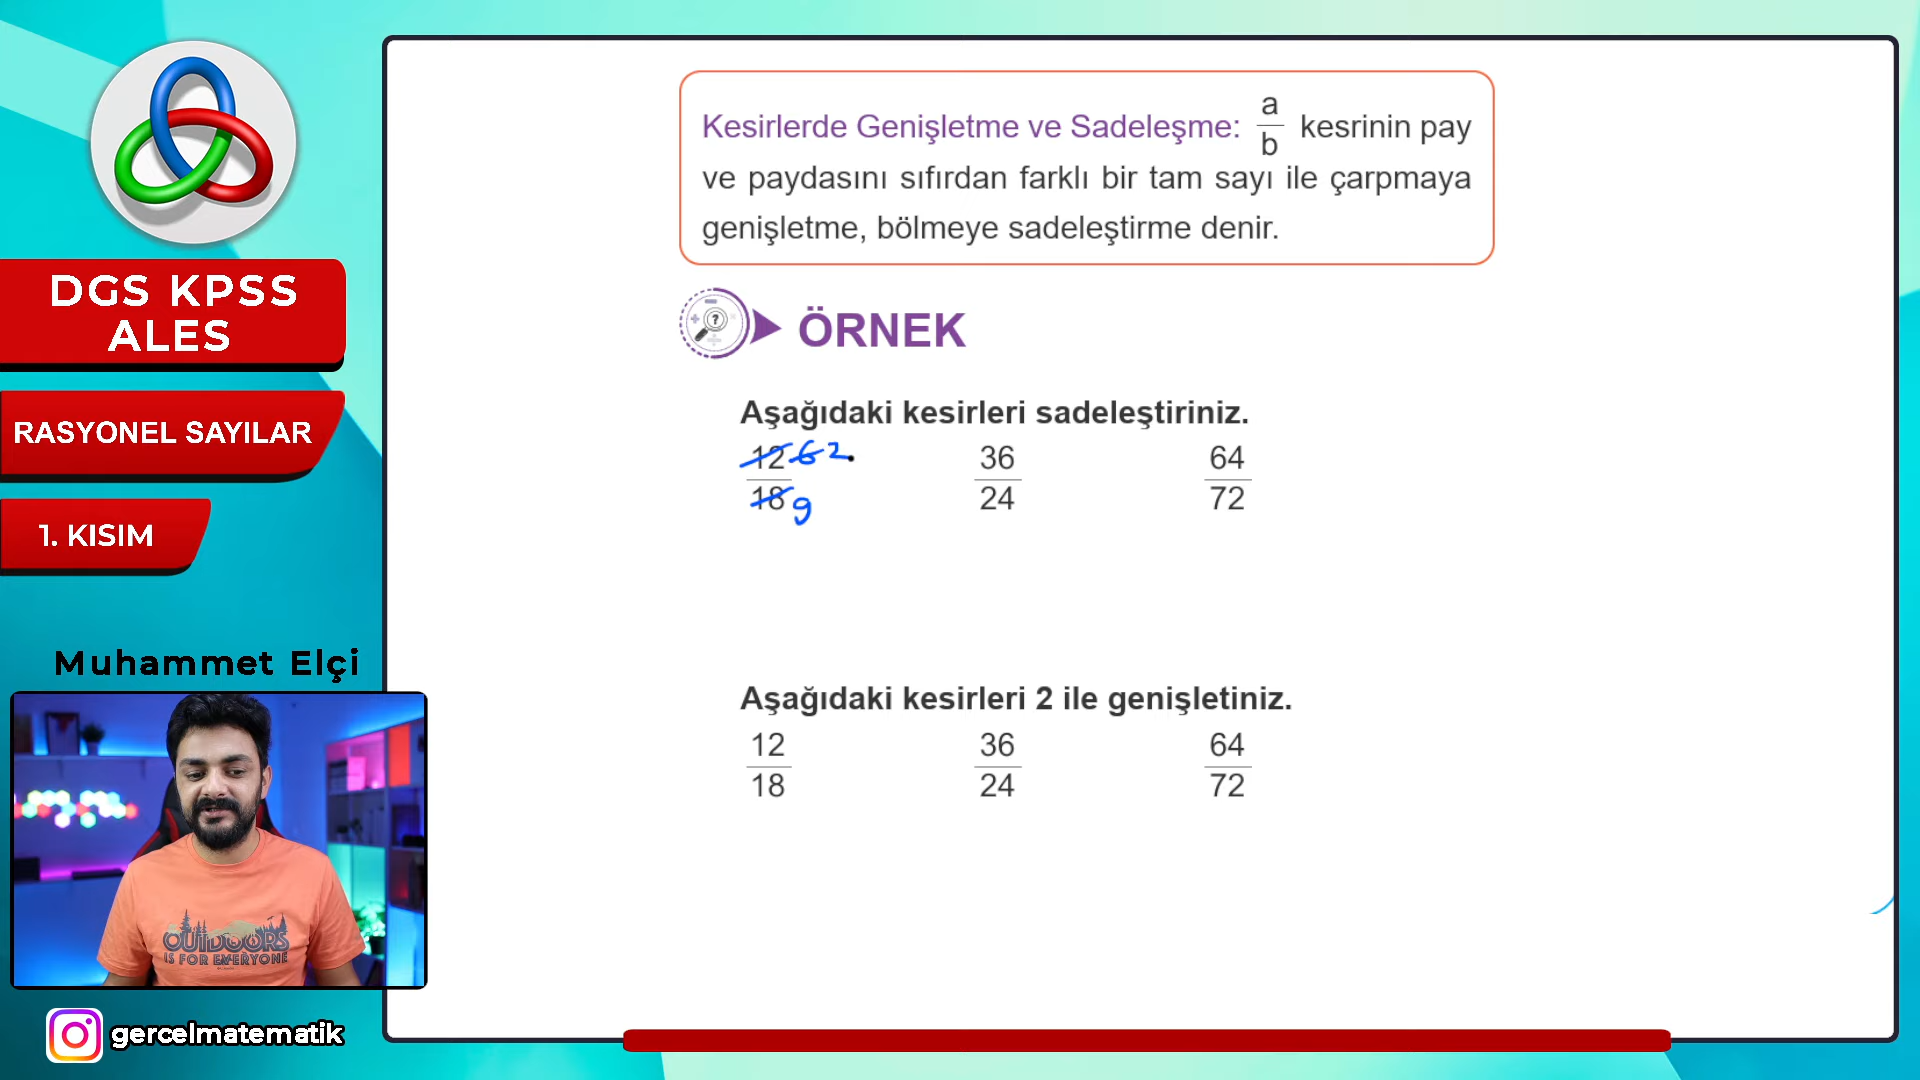 DGS KPSS
ALES
RASYONEL SAYILAR
1. KISIM
Muhammet Elçi
OUTDOORS
IS FOR EVERYONE
gercelmatematik
Kesirlerde Genişletme ve Sadeleşme: a/b kesrinin pay
ve paydasını sıfırdan farklı bir tam sayı ile çarpmaya
genişletme, bölmeye sadeleştirme denir.
ÖRNEK
Aşağıdaki kesirleri sadeleştiriniz.
12 6 2 36 64
18 9 24 72
Aşağıdaki kesirleri 2 ile genişletiniz.
12 36 64
18 24 72